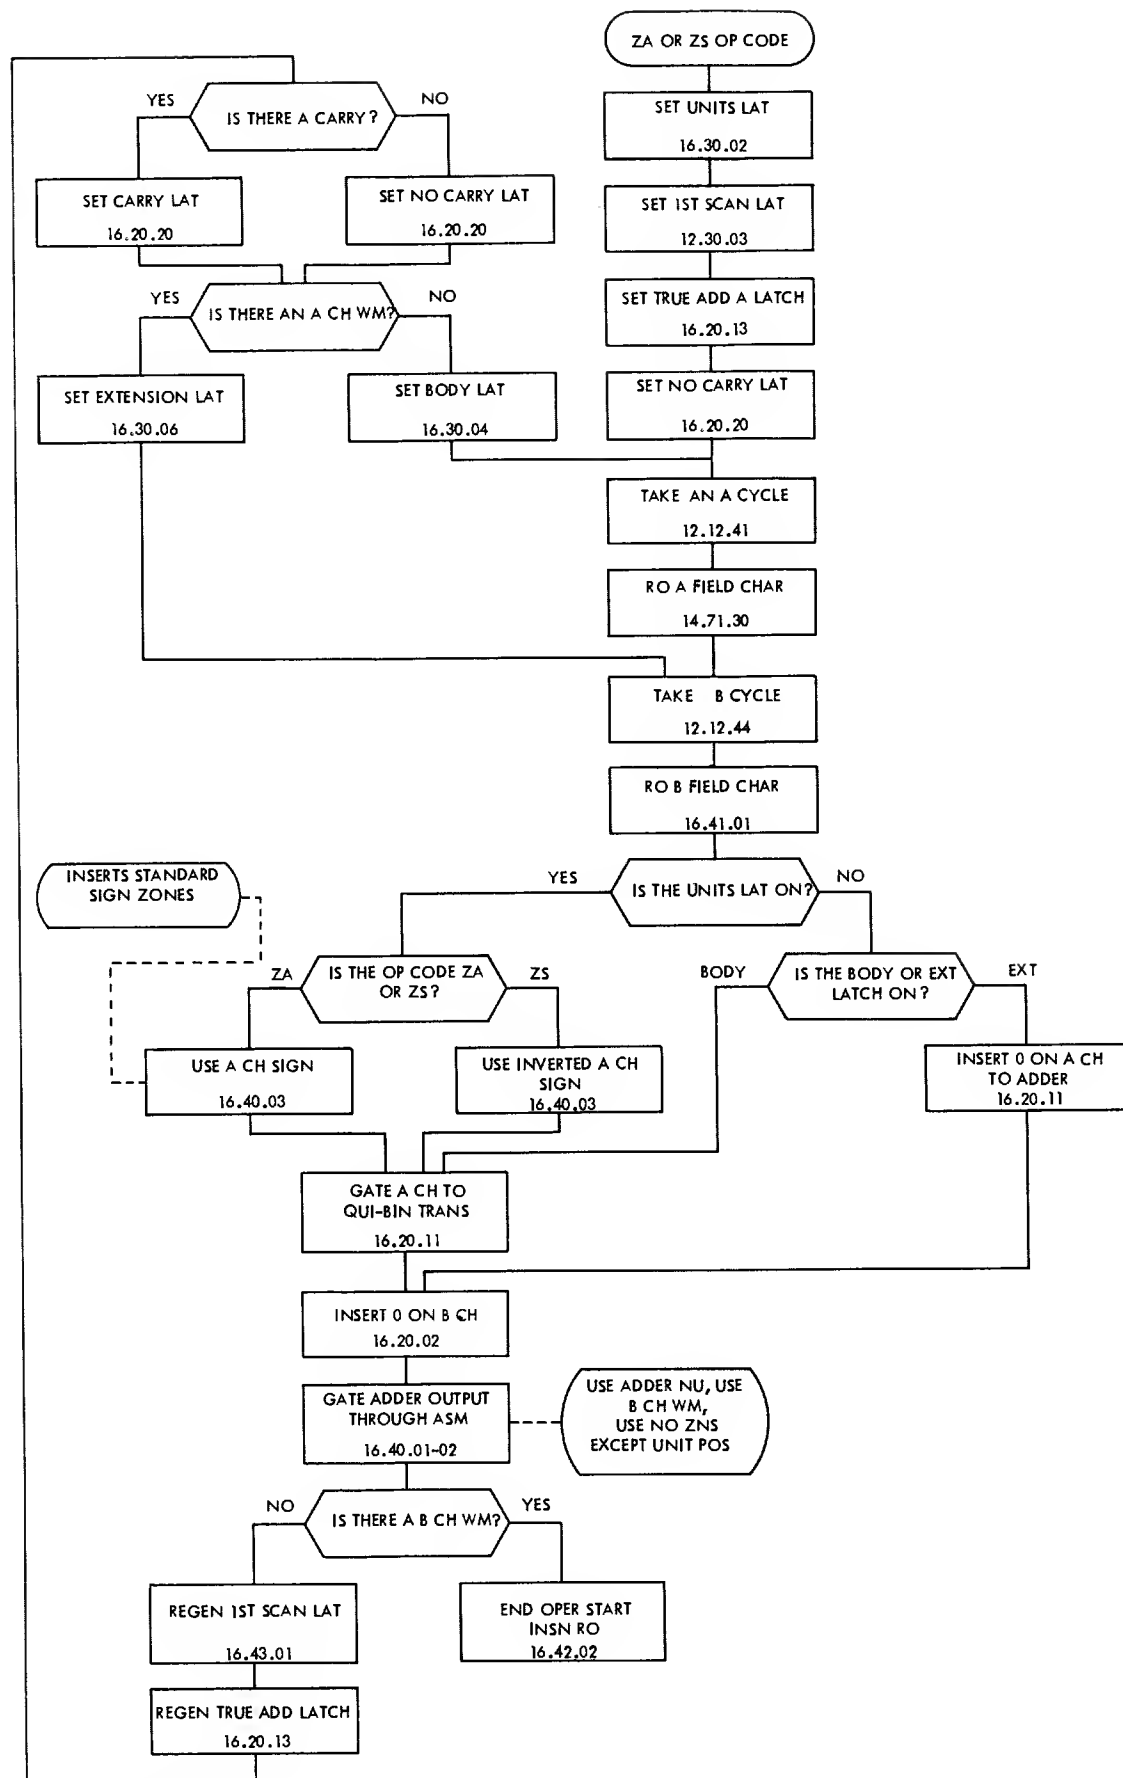 ZA OR ZS OP CODE
SET UNITS LAT
16.30.02
SET 1ST SCAN LAT
12.30.03
SET TRUE ADD A LATCH
16.20.13
SET NO CARRY LAT
16.20.20
YES
IS THERE A CARRY?
NO
SET CARRY LAT
16.20.20
SET NO CARRY LAT
16.20.20
YES
IS THERE AN A CH WM?
NO
SET EXTENSION LAT
16.30.06
SET BODY LAT
16.30.04
TAKE AN A CYCLE
12.12.41
RO A FIELD CHAR
14.71.30
TAKE B CYCLE
12.12.44
RO B FIELD CHAR
16.41.01
YES
IS THE UNITS LAT ON?
NO
INSERTS STANDARD
SIGN ZONES
ZA
IS THE OP CODE ZA
OR ZS?
ZS
BODY
IS THE BODY OR EXT
LATCH ON?
EXT
USE A CH SIGN
16.40.03
USE INVERTED A CH
SIGN
16.40.03
INSERT 0 ON A CH
TO ADDER
16.20.11
GATE A CH TO
QUI-BIN TRANS
16.20.11
INSERT 0 ON B CH
16.20.02
GATE ADDER OUTPUT
THROUGH ASM
16.40.01-02
USE ADDER NU, USE
B CH WM,
USE NO ZNS
EXCEPT UNIT POS
NO
IS THERE A B CH WM?
YES
REGEN 1ST SCAN LAT
16.43.01
END OPER START
INSN RO
16.42.02
REGEN TRUE ADD LATCH
16.20.13